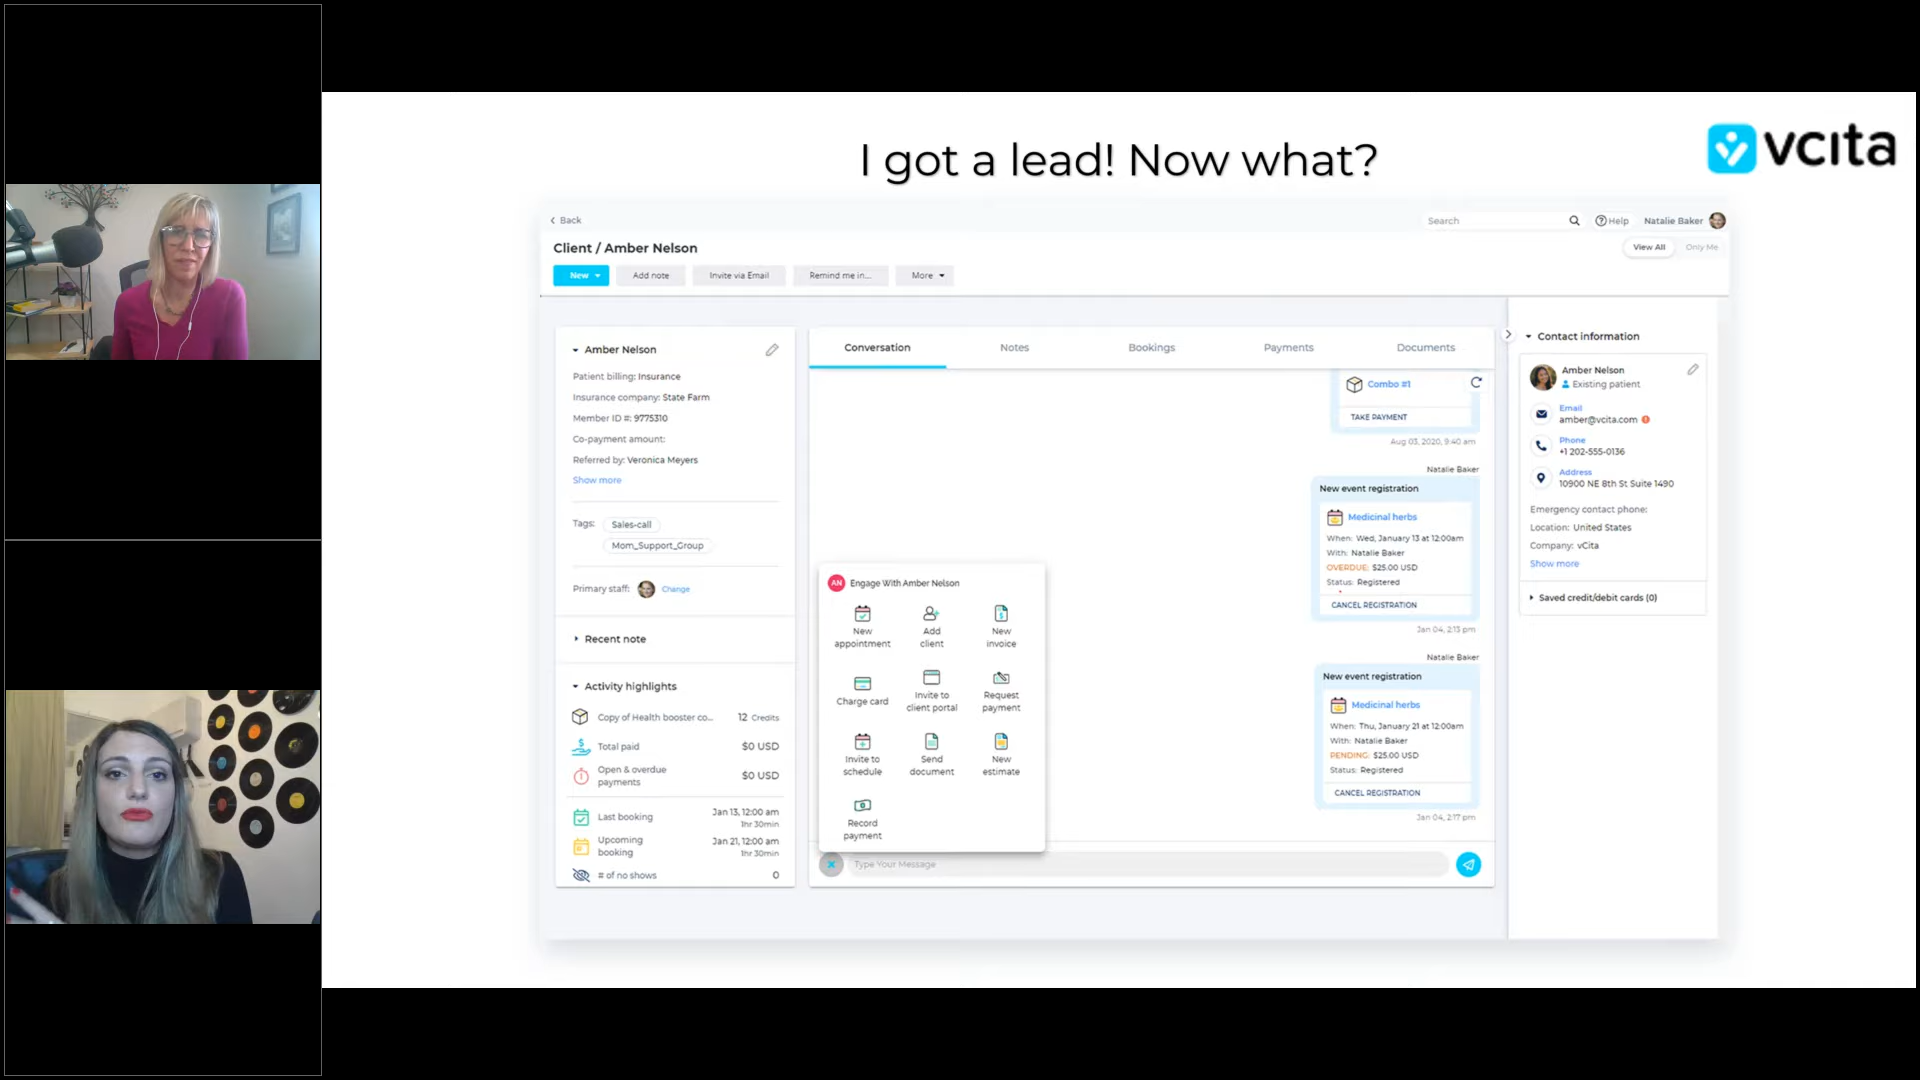 I got a lead! Now what?
vcita
Back
Search
Help
Natalie Baker
Client / Amber Nelson
View All
Only Me
New
Add note
Invite via Email
Remind me in...
More
Amber Nelson
Patient billing: Insurance
Insurance company: State Farm
Member ID #: 9775310
Co-payment amount:
Referred by: Veronica Meyers
Show more
Tags: Sales-call
Mom_Support_Group
Primary staff: Change
Recent note
Activity highlights
Copy of Health booster co... 12 Credits
Total paid $0 USD
Open & overdue
payments $0 USD
Last booking Jan 13, 12:00 am
1hr 30min
Upcoming
booking Jan 21, 12:00 am
1hr 30min
# of no shows 0
Conversation
Notes
Bookings
Payments
Documents
Combo #1
TAKE PAYMENT
Aug 03, 2020, 9:40 am
Natalie Baker
New event registration
Medicinal herbs
When: Wed, January 13 at 12:00am
With: Natalie Baker
OVERDUE: $25.00 USD
Status: Registered
CANCEL REGISTRATION
Jan 04, 2:15 pm
Natalie Baker
New event registration
Medicinal herbs
When: Thu, January 21 at 12:00am
With: Natalie Baker
PENDING: $25.00 USD
Status: Registered
CANCEL REGISTRATION
Jan 04, 2:17 pm
AN Engage With Amber Nelson
New
appointment
Add
client
New
invoice
Charge card
Invite to
client portal
Request
payment
Invite to
schedule
Send
document
New
estimate
Record
payment
Type Your Message
Contact information
Amber Nelson
Existing patient
Email
amber@vcita.com
Phone
+1 202-555-0136
Address
10900 NE 8th St Suite 1490
Emergency contact phone:
Location: United States
Company: vCita
Show more
Saved credit/debit cards (0)